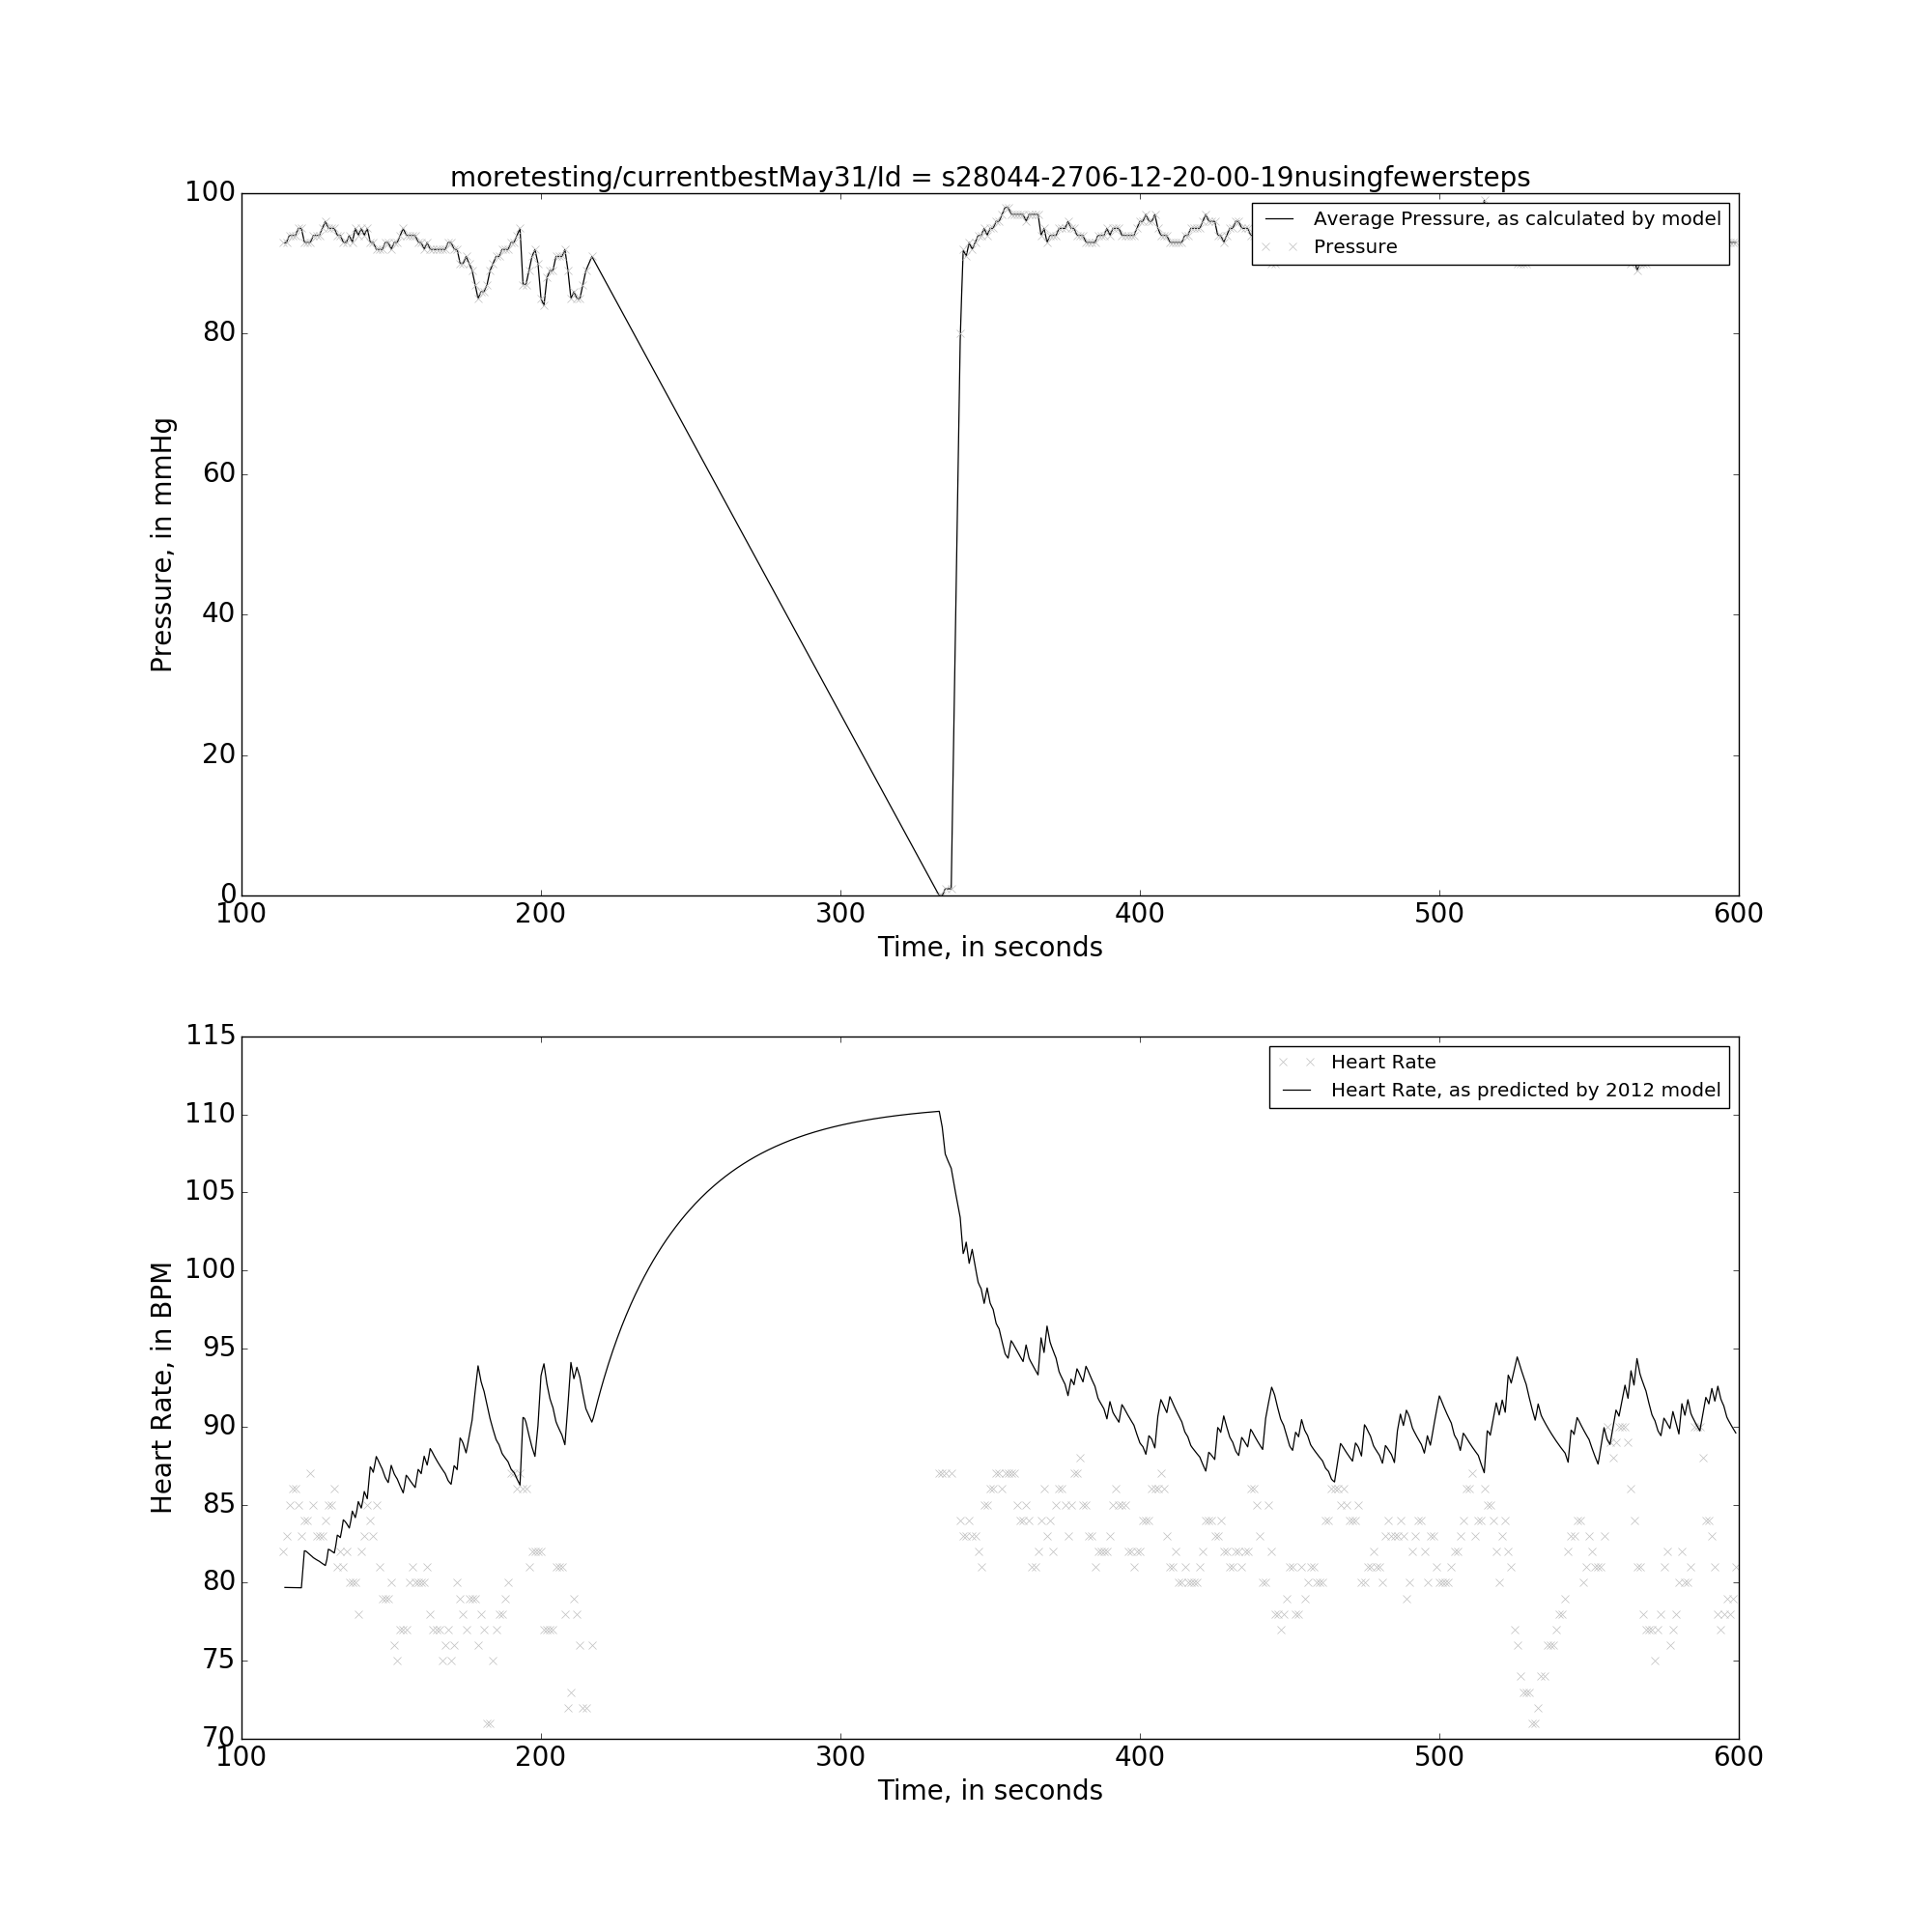 moretesting/currentbestMay31/Id = s28044-2706-12-20-00-19nusingfewersteps
100
80
60
40
20
0
Pressure, in mmHg
Average Pressure, as calculated by model
Pressure
100 200 300 400 500 600
Time, in seconds
115
110
105
100
95
90
85
80
75
70
Heart Rate, in BPM
Heart Rate
Heart Rate, as predicted by 2012 model
100 200 300 400 500 600
Time, in seconds